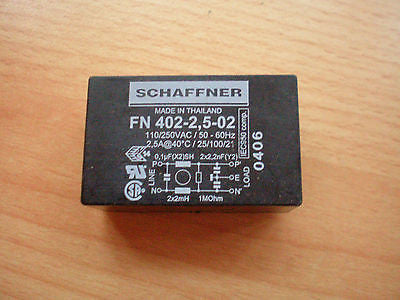 SCHAFFNER
MADE IN THAILAND
FN 402-2,5-02
110/250VAC / 50 - 60Hz
2,5A@40°C / 25/100/21
IEC950 comp.
0406
0,1µF(X2)SH 2x2,2nF(Y2)
P P'
LINE E LOAD
N N'
2x2mH 1MOhm